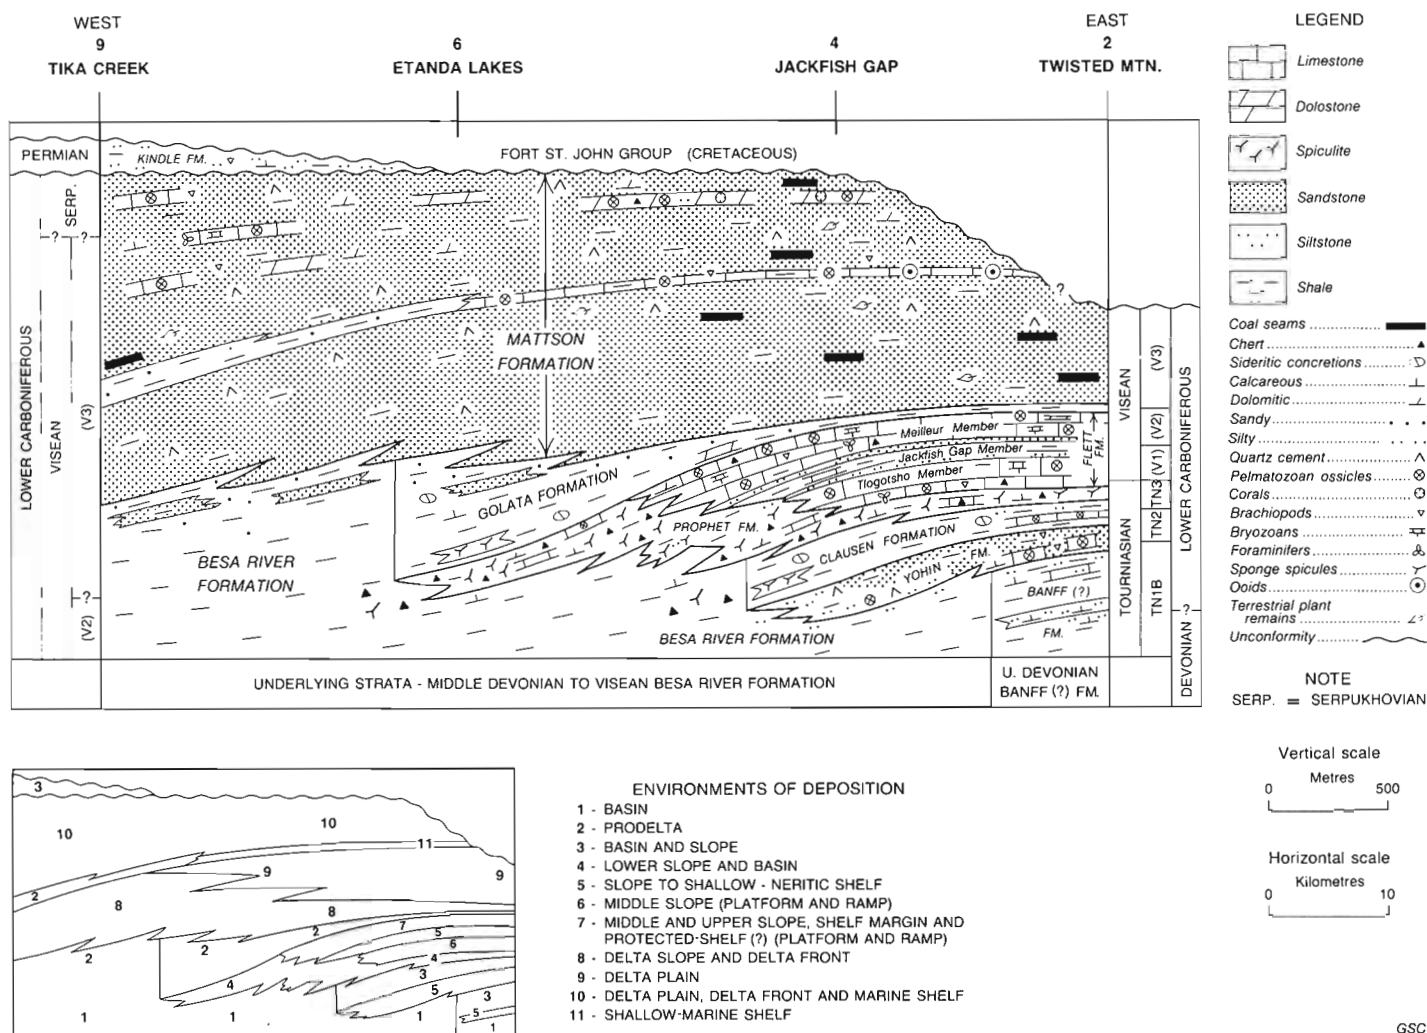 WEST
9
TIKA CREEK
6
ETANDA LAKES
4
JACKFISH GAP
EAST
2
TWISTED MTN.
PERMIAN
KINDLE FM.
FORT ST. JOHN GROUP (CRETACEOUS)
SERP.
?
?
LOWER CARBONIFEROUS
VISEAN
(V3)
?
(V2)
MATTSON
FORMATION
?
GOLATA FORMATION
BESA RIVER
FORMATION
PROPHET FM.
Meilleur Member
Jackfish Gap Member
Tlogotsho Member
FLETT
FM.
CLAUSEN FORMATION
YOHIN
FM.
BANFF (?)
FM.
BESA RIVER FORMATION
VISEAN
(V3)
(V2)
(V1)
TN3
TN2
TN1B
TOURNIASIAN
LOWER CARBONIFEROUS
?
DEVONIAN
UNDERLYING STRATA - MIDDLE DEVONIAN TO VISEAN BESA RIVER FORMATION
U. DEVONIAN
BANFF (?) FM.
LEGEND
Limestone
Dolostone
Spiculite
Sandstone
Siltstone
Shale
Coal seams
Chert
Sideritic concretions
Calcareous
Dolomitic
Sandy
Silty
Quartz cement
Pelmatozoan ossicles
Corals
Brachiopods
Bryozoans
Foraminifers
Sponge spicules
Ooids
Terrestrial plant
remains
Unconformity
NOTE
SERP. = SERPUKHOVIAN
Vertical scale
Metres
0 500
Horizontal scale
Kilometres
0 10
3
10
10
11
9
9
2
8
8
7
2
5
2
2
6
4
3
4
5
3
5
1
1
1
1
ENVIRONMENTS OF DEPOSITION
1 - BASIN
2 - PRODELTA
3 - BASIN AND SLOPE
4 - LOWER SLOPE AND BASIN
5 - SLOPE TO SHALLOW - NERITIC SHELF
6 - MIDDLE SLOPE (PLATFORM AND RAMP)
7 - MIDDLE AND UPPER SLOPE, SHELF MARGIN AND
PROTECTED-SHELF (?) (PLATFORM AND RAMP)
8 - DELTA SLOPE AND DELTA FRONT
9 - DELTA PLAIN
10 - DELTA PLAIN, DELTA FRONT AND MARINE SHELF
11 - SHALLOW-MARINE SHELF
GSC